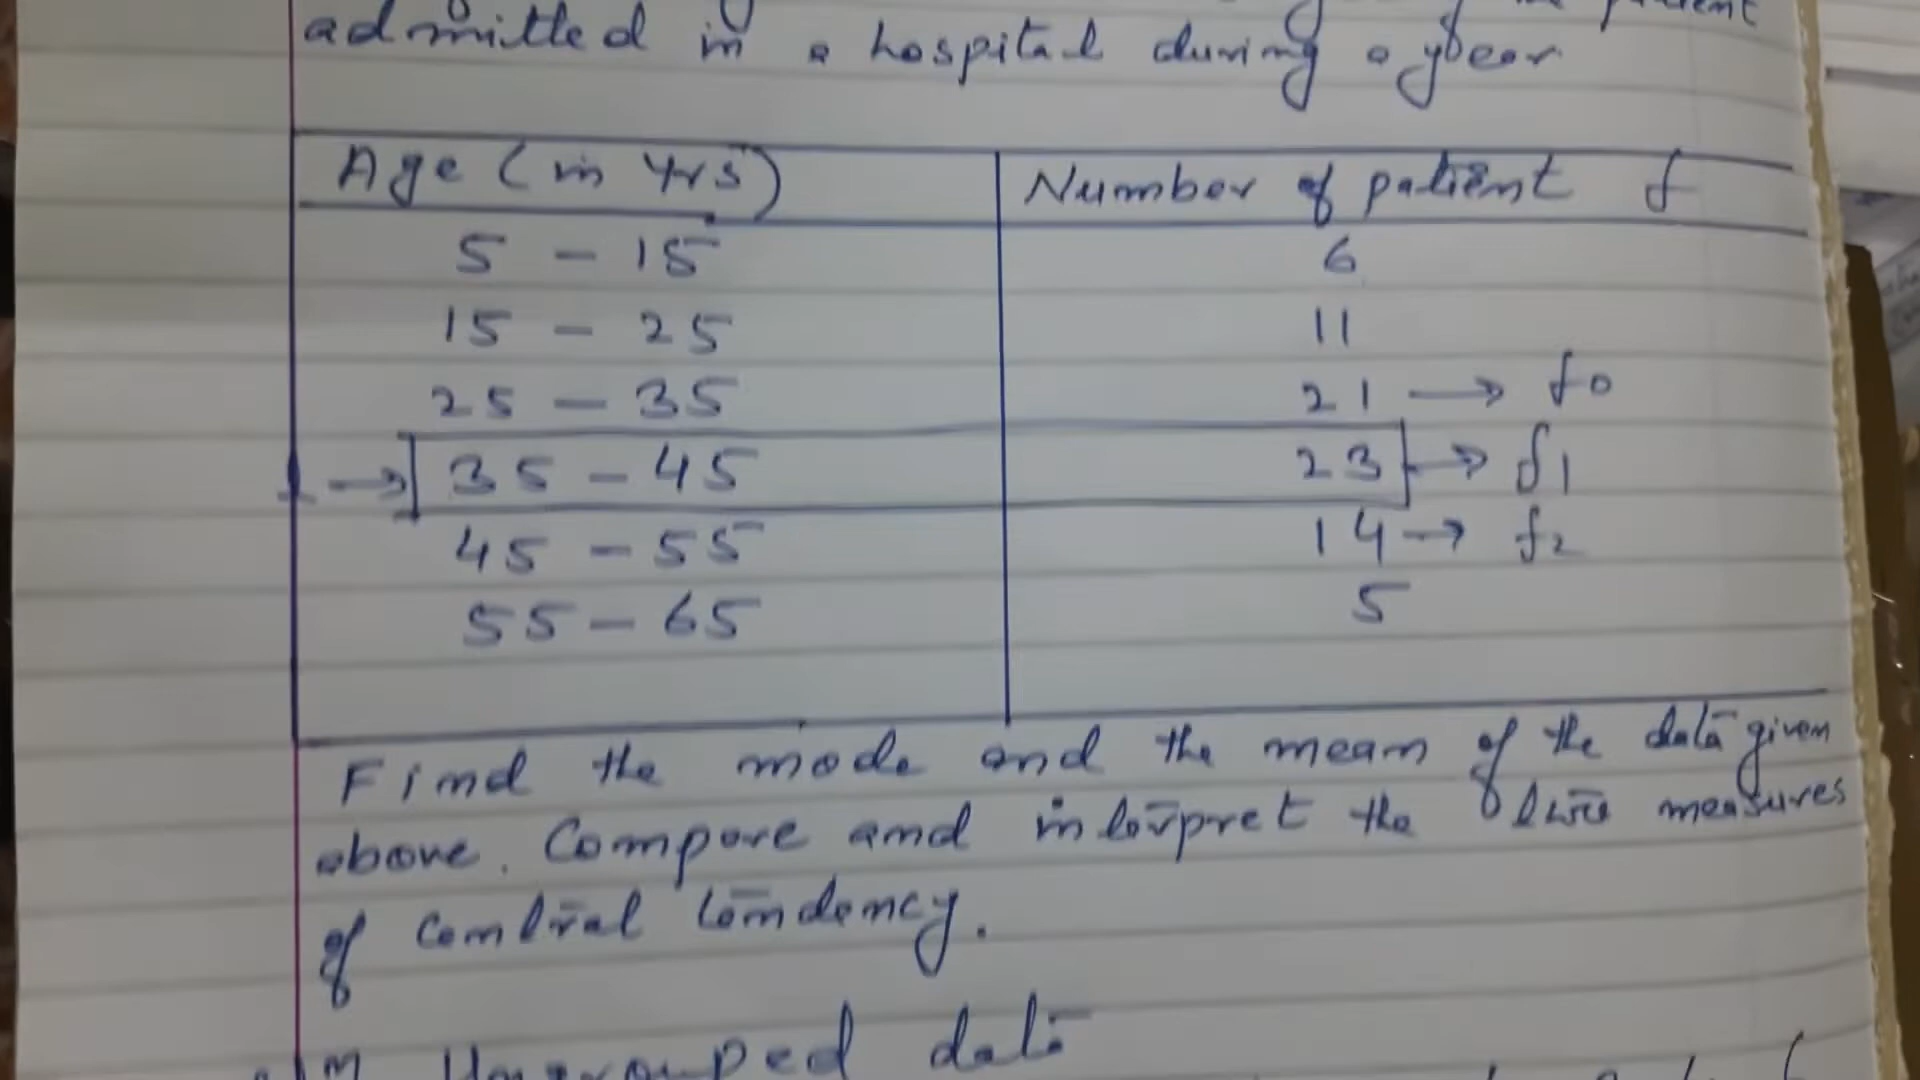 patient
admitted in a hospital during a year
Age (in Yrs) Number of patient f
5 - 15 6
15 - 25 11
25 - 35 21 → f0
→ 35 - 45 23 → f1
45 - 55 14 → f2
55 - 65 5
Find the mode and the mean of the data given
above. Compare and interpret the two measures
of central tendency.
Ungrouped data